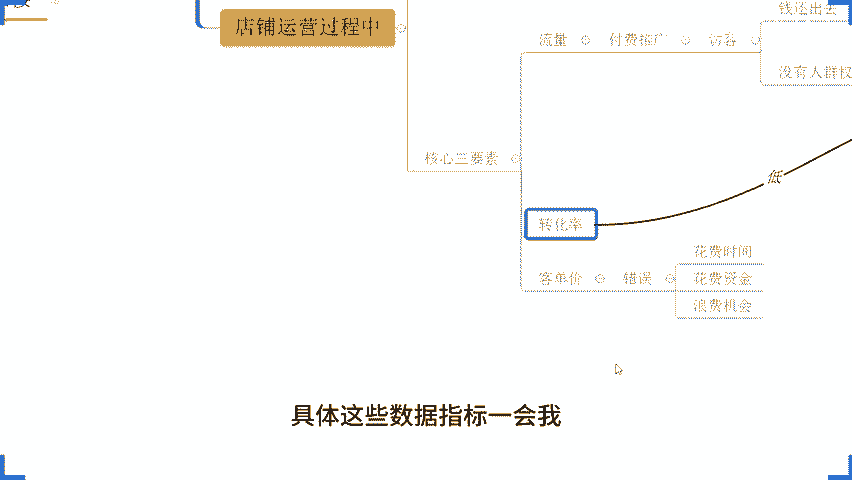 店铺运营过程中
钱还出去
流量 付费推广 访客
没有人群权
核心三要素
低
转化率
花费时间
客单价 错误 花费资金
浪费机会
具体这些数据指标一会我